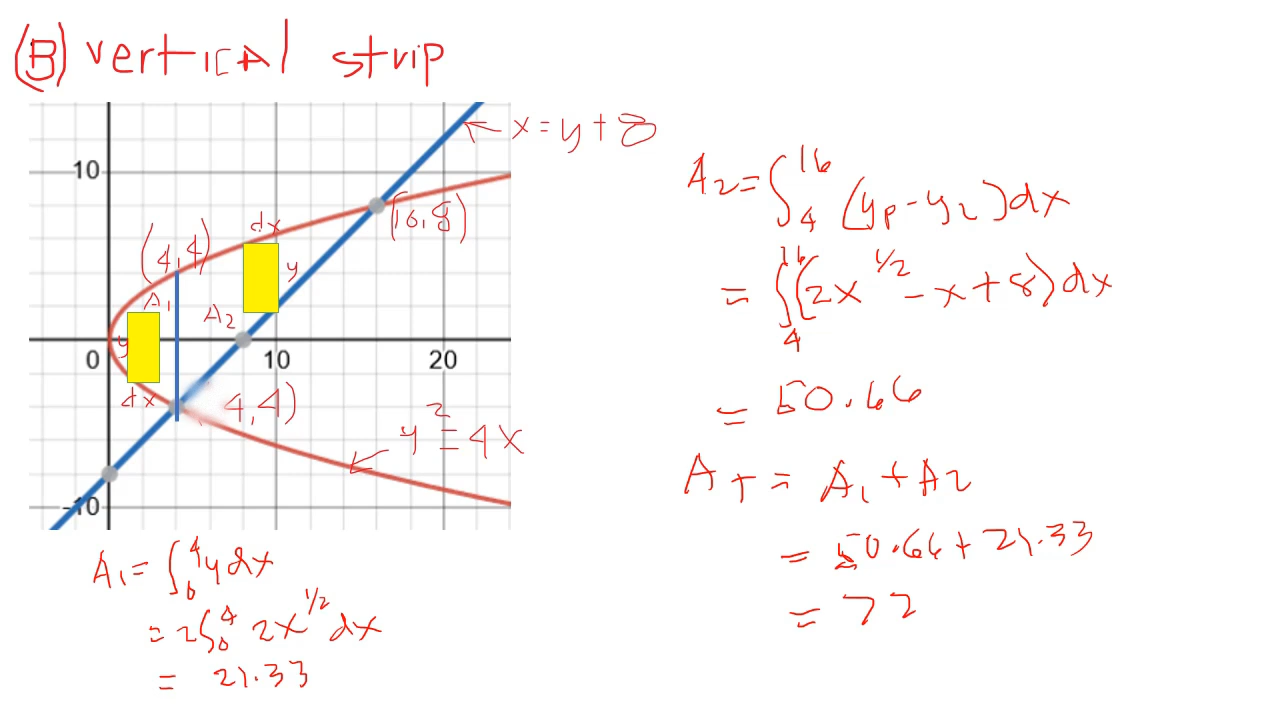 (B) vertical strip
x = y + 8
10
(16,8)
dx
(4,4)
y
A1
A2
y
0
10
20
dx
4,4)
y² = 4x
-10
A1 = ∫₀⁴ y dx
= 2∫₀⁴ 2x^1/2 dx
= 21.33
A2 = ∫₄¹⁶ (yp - yL) dx
= ∫₄¹⁶ (2x^1/2 - x + 8) dx
= 50.66
AT = A1 + A2
= 50.66 + 21.33
= 72